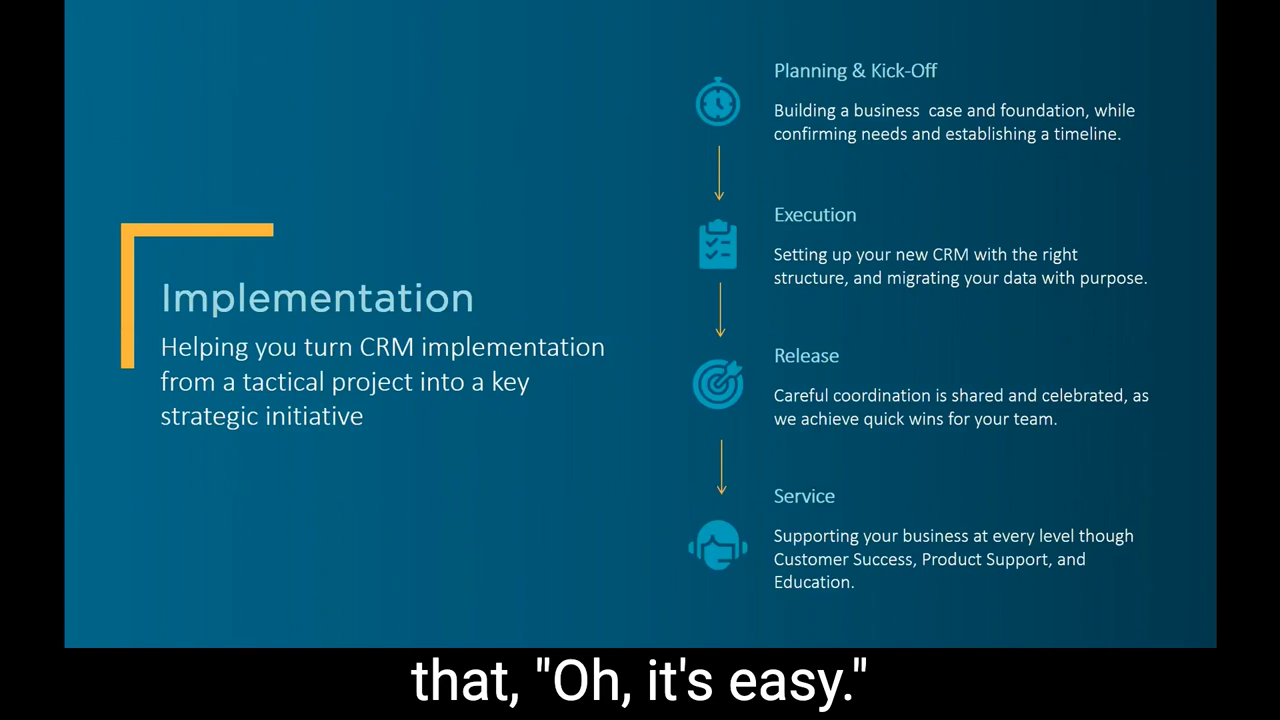 Implementation
Helping you turn CRM implementation
from a tactical project into a key
strategic initiative
Planning & Kick-Off
Building a business  case and foundation, while
confirming needs and establishing a timeline.
Execution
Setting up your new CRM with the right
structure, and migrating your data with purpose.
Release
Careful coordination is shared and celebrated, as
we achieve quick wins for your team.
Service
Supporting your business at every level though
Customer Success, Product Support, and
Education.
that, "Oh, it's easy."